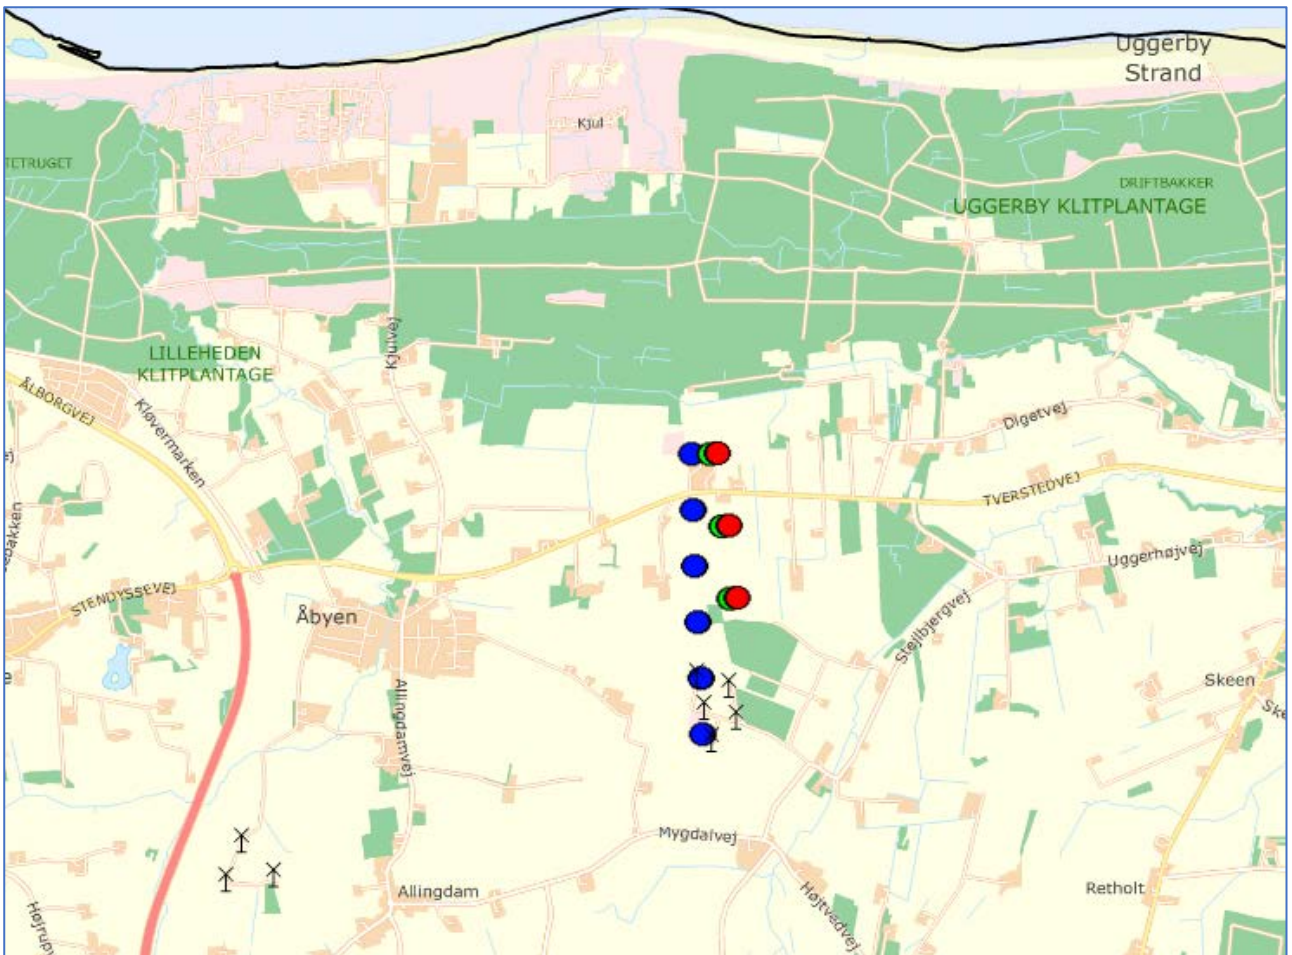 Uggerby
Strand
Kjul
TETRUGET
DRIFTBAKKER
UGGERBY KLITPLANTAGE
Kjulvej
LILLEHEDEN
KLITPLANTAGE
ÅLBORGVEJ
Kløvermarken
Digetvej
TVERSTEDVEJ
Uggerhøjvej
STENDYSSEVEJ
Åbyen
Stejlbjergvej
Skeen
Allingdamvej
Mygdalvej
Allingdam
Højtvedvej
Retholt